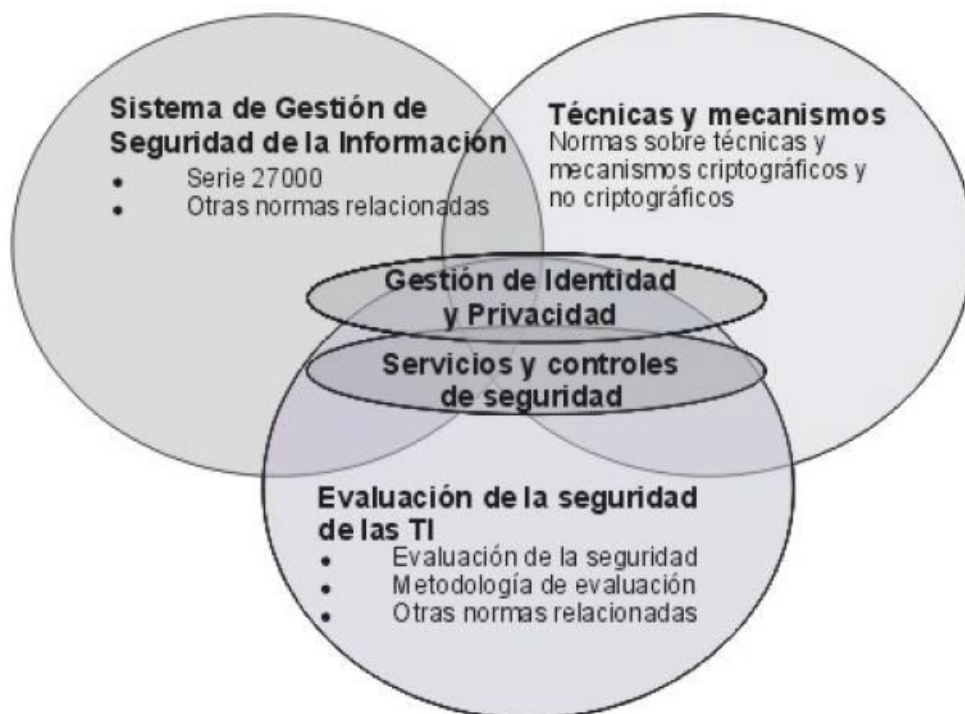 Sistema de Gestión de
Seguridad de la Información
• Serie 27000
• Otras normas relacionadas
Técnicas y mecanismos
Normas sobre técnicas y
mecanismos criptográficos y
no criptográficos
Gestión de Identidad
y Privacidad
Servicios y controles
de seguridad
Evaluación de la seguridad
de las TI
• Evaluación de la seguridad
• Metodología de evaluación
• Otras normas relacionadas